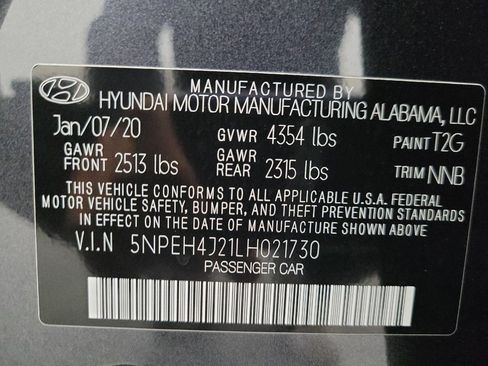 MANUFACTURED BY
HYUNDAI MOTOR MANUFACTURING ALABAMA, LLC
Jan/07/20 GVWR 4354 lbs PAINT T2G
GAWR FRONT 2513 lbs GAWR REAR 2315 lbs TRIM NNB
THIS VEHICLE CONFORMS TO ALL APPLICABLE U.S.A. FEDERAL
MOTOR VEHICLE SAFETY, BUMPER, AND THEFT PREVENTION STANDARDS
IN EFFECT ON THE DATE OF MANUFACTURE SHOWN ABOVE
V.I.N 5NPEH4J21LH021730
PASSENGER CAR